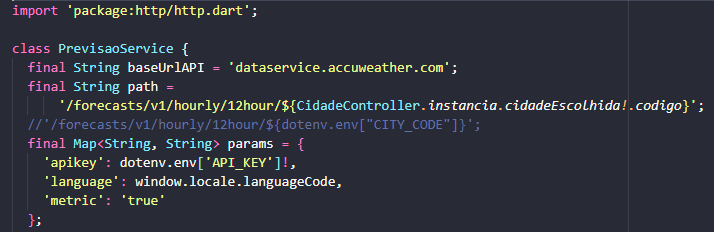 import 'package:http/http.dart';
class PrevisaoService {
final String baseUrlAPI = 'dataservice.accuweather.com';
final String path =
'/forecasts/v1/hourly/12hour/${CidadeController.instancia.cidadeEscolhida!.codigo}';
//'/forecasts/v1/hourly/12hour/${dotenv.env["CITY_CODE"]}';
final Map<String, String> params = {
'apikey': dotenv.env['API_KEY']!,
'language': window.locale.languageCode,
'metric': 'true'
};